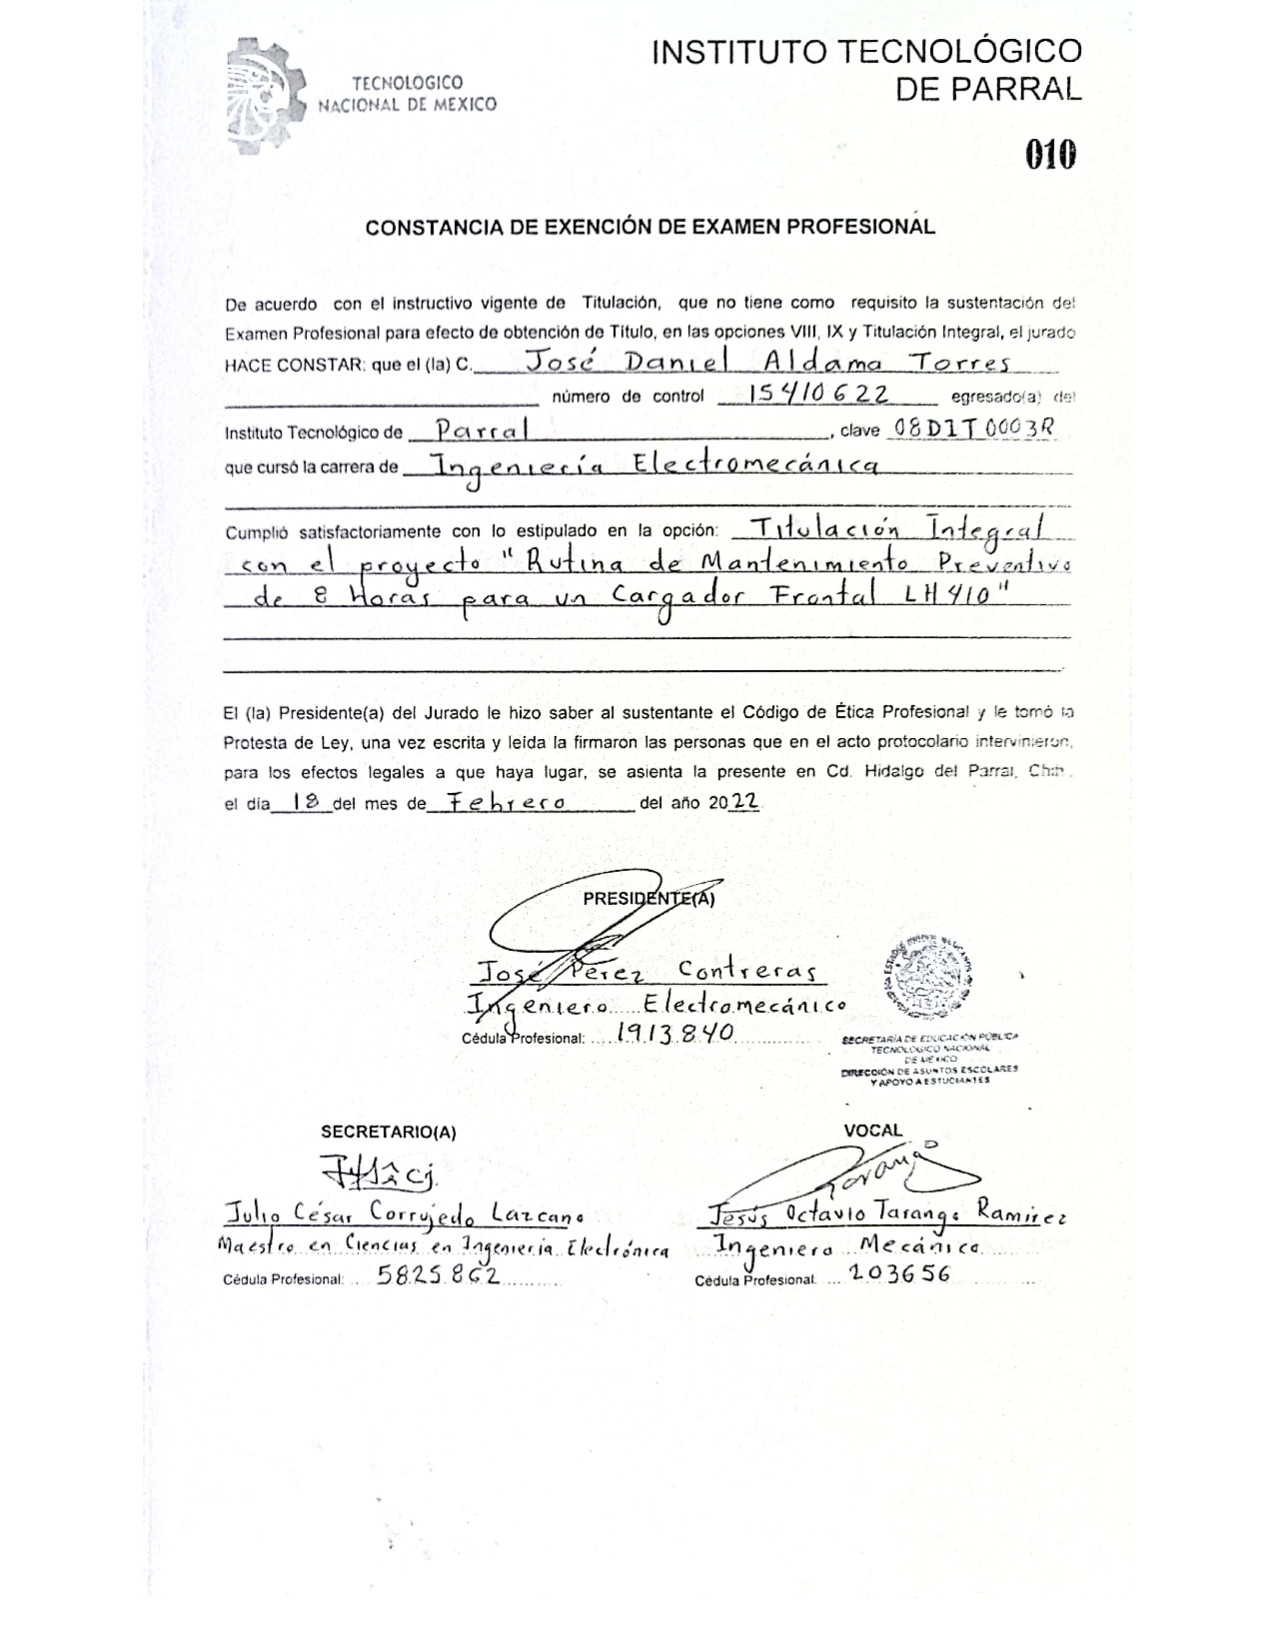 TECNOLOGICO
NACIONAL DE MEXICO
INSTITUTO TECNOLÓGICO
DE PARRAL
010
CONSTANCIA DE EXENCIÓN DE EXAMEN PROFESIONAL
De acuerdo con el instructivo vigente de Titulación, que no tiene como requisito la sustentación del
Examen Profesional para efecto de obtención de Título, en las opciones VIII, IX y Titulación Integral, el jurado
HACE CONSTAR: que el (la) C. José Daniel Aldama Torres
número de control 15410622 egresado(a) del
Instituto Tecnológico de Parral, clave 08DIT0003R
que cursó la carrera de Ingeniería Electromecánica
Cumplió satisfactoriamente con lo estipulado en la opción: Titulación Integral
con el proyecto "Rutina de Mantenimiento Preventivo
de 8 Horas para un Cargador Frontal LH410"
El (la) Presidente(a) del Jurado le hizo saber al sustentante el Código de Ética Profesional y le tomó la
Protesta de Ley, una vez escrita y leída la firmaron las personas que en el acto protocolario intervinieron,
para los efectos legales a que haya lugar, se asienta la presente en Cd. Hidalgo del Parral, Chih.
el día 18 del mes de Febrero del año 2022
PRESIDENTE(A)
José Pérez Contreras
Ingeniero Electromecánico
Cédula Profesional: 1913840
ESTADOS UNIDOS MEXICANOS
SECRETARÍA DE EDUCACIÓN PÚBLICA
TECNOLÓGICO NACIONAL
DE MÉXICO
DIRECCIÓN DE ASUNTOS ESCOLARES
Y APOYO A ESTUDIANTES
SECRETARIO(A)
Julio César Corrujedo Lazcano
Maestro en Ciencias en Ingeniería Electrónica
Cédula Profesional: 5825862
VOCAL
Tarango
Jesús Octavio Tarango Ramírez
Ingeniero Mecánico
Cédula Profesional: 203656